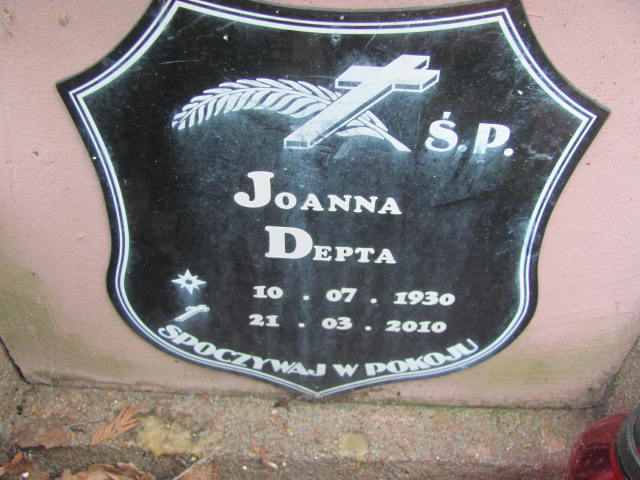 Ś.P.
JOANNA
DEPTA
10 . 07 . 1930
21 . 03 . 2010
SPOCZYWAJ W POKOJU